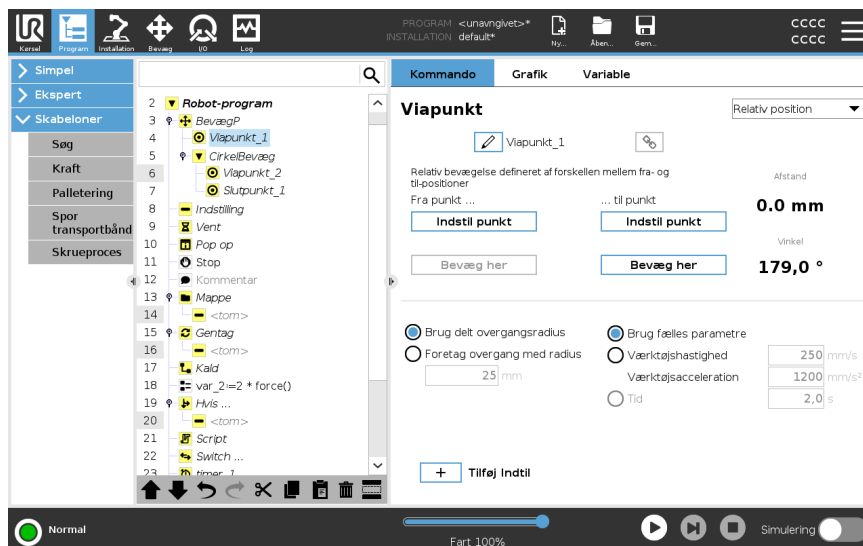 PROGRAM <unavngivet>*
INSTALLATION default*
CCCC
CCCC
Kørsel
Program
Installation
Bevæg
I/O
Log
Ny...
Åben...
Gem...
Simpel
Ekspert
Skabeloner
Søg
Kraft
Palletering
Spor
transportbånd
Skrueproces
2 Robot-program
3 BevægP
4 Viapunkt_1
5 CirkelBevæg
6 Viapunkt_2
7 Slutpunkt_1
8 Indstilling
9 Vent
10 Pop op
11 Stop
12 Kommentar
13 Mappe
14 <tom>
15 Gentag
16 <tom>
17 Kald
18 var_2:=2 * force()
19 Hvis ...
20 <tom>
21 Script
22 Switch ...
23 timer_1
Kommando
Grafik
Variable
Viapunkt
Relativ position
Viapunkt_1
Relativ bevægelse defineret af forskellen mellem fra- og
til-positioner
Fra punkt ...
... til punkt
Indstil punkt
Indstil punkt
Bevæg her
Bevæg her
Afstand
0.0 mm
Vinkel
179,0 °
Brug delt overgangsradius
Foretag overgang med radius
25 mm
Brug fælles parametre
Værktøjshastighed 250 mm/s
Værktøjsacceleration 1200 mm/s²
Tid 2,0 s
+ Tilføj Indtil
Normal
Fart 100%
Simulering